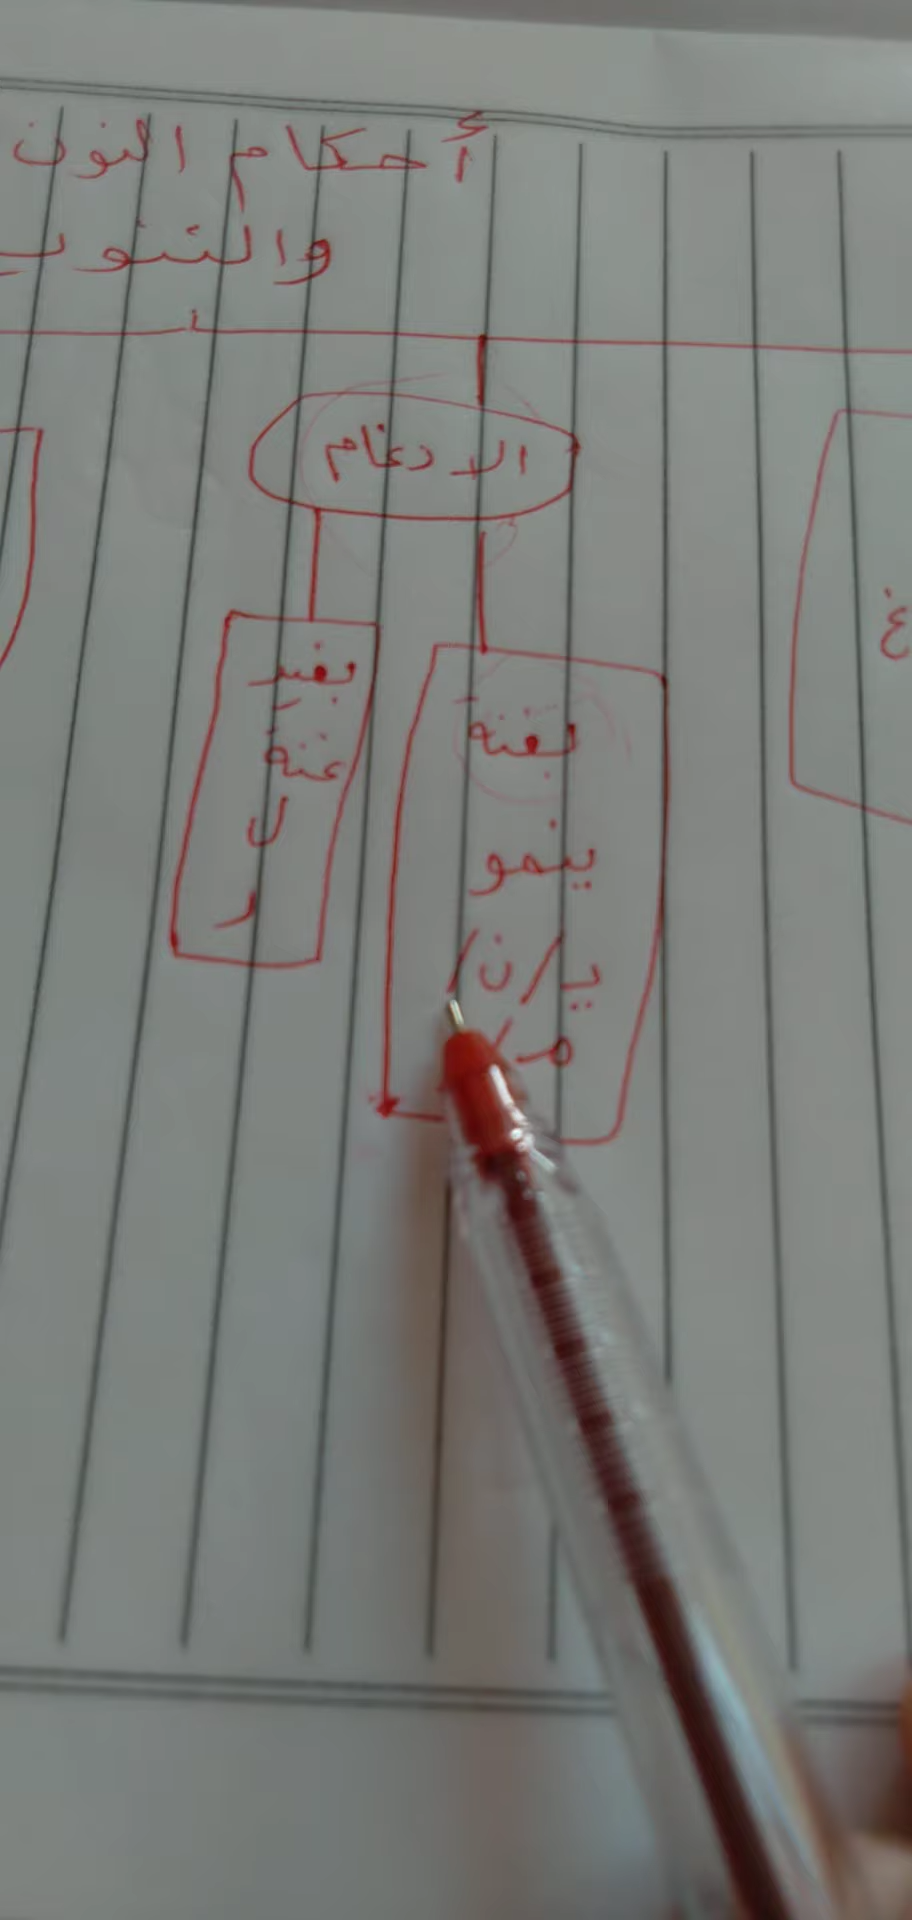 أحكام النون
والتنوين
الادغام
بغنة
ينمو
ي/ن/
م/
بغير
غنة
ل
ر